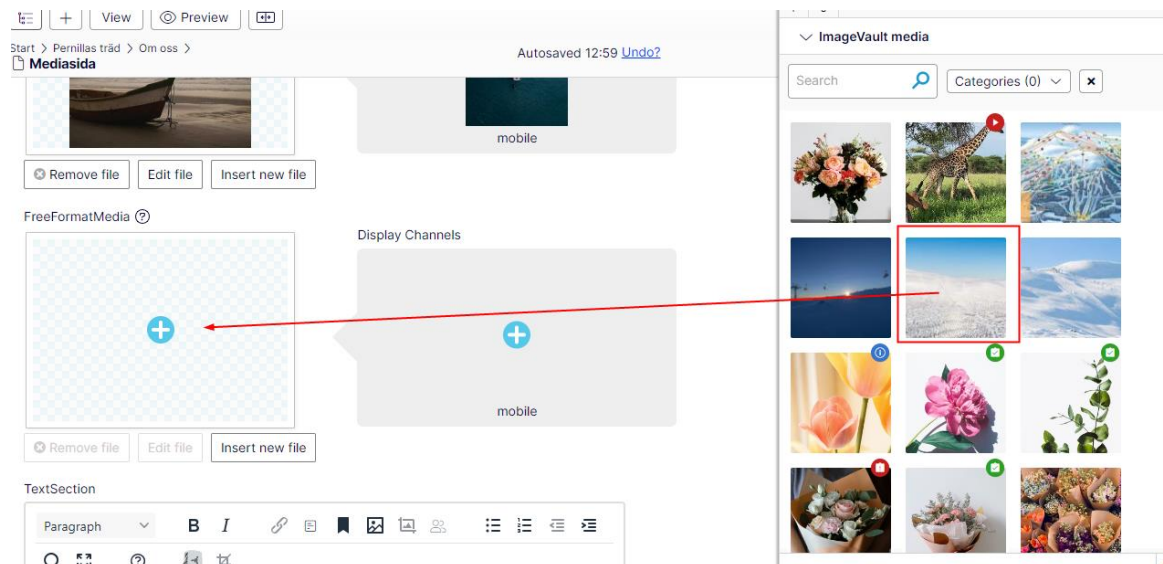 View
Preview
Start > Pernillas träd > Om oss >
Mediasida
Autosaved 12:59 Undo?
mobile
Remove file
Edit file
Insert new file
FreeFormatMedia
Display Channels
mobile
Remove file
Edit file
Insert new file
TextSection
Paragraph
B
I
ImageVault media
Search
Categories (0)